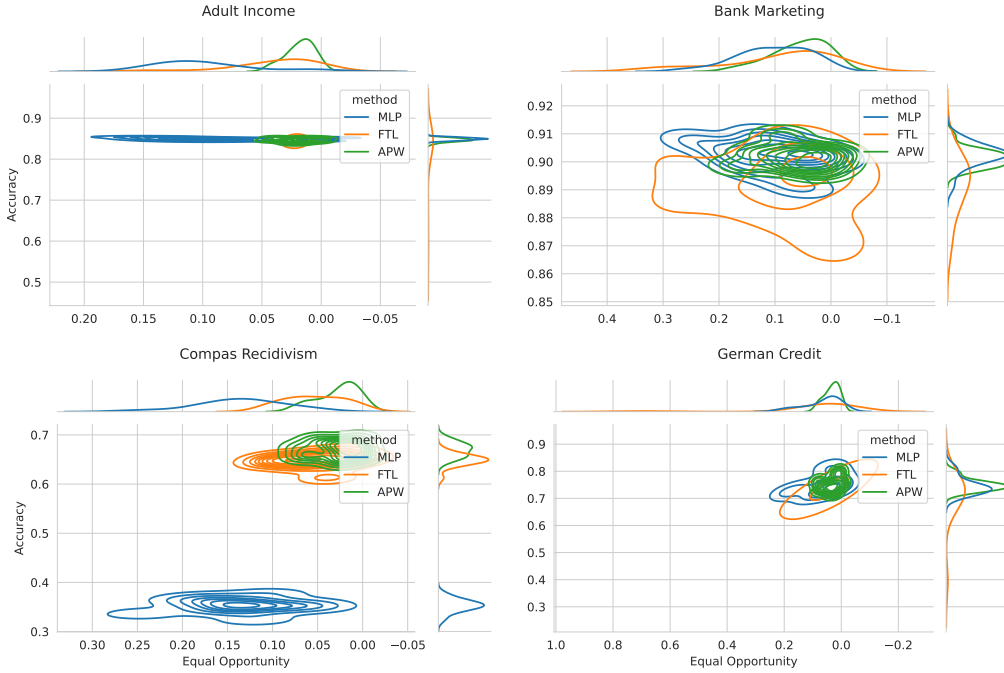 Adult Income
method
MLP
FTL
APW
0.9
0.8
0.7
0.6
0.5
Accuracy
0.20 0.15 0.10 0.05 0.00 −0.05
Bank Marketing
method
MLP
FTL
APW
0.92
0.91
0.90
0.89
0.88
0.87
0.86
0.85
0.4 0.3 0.2 0.1 0.0 −0.1
Compas Recidivism
method
MLP
FTL
APW
0.7
0.6
0.5
0.4
0.3
Accuracy
0.30 0.25 0.20 0.15 0.10 0.05 0.00 −0.05
Equal Opportunity
German Credit
method
MLP
FTL
APW
0.9
0.8
0.7
0.6
0.5
0.4
0.3
1.0 0.8 0.6 0.4 0.2 0.0 −0.2
Equal Opportunity